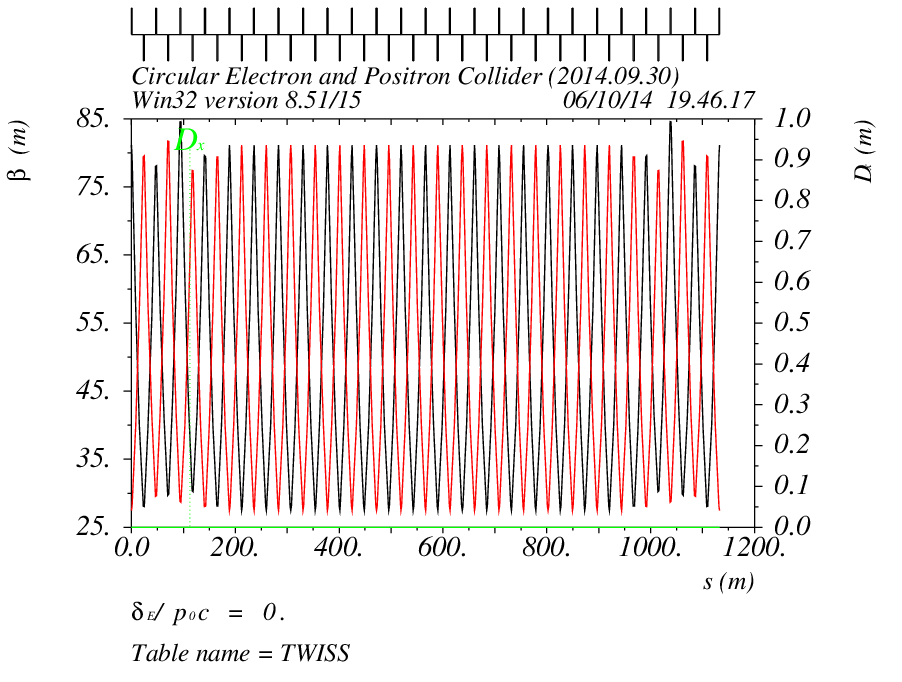 Circular Electron and Positron Collider (2014.09.30)
Win32 version 8.51/15 06/10/14 19.46.17
β (m)
85.
75.
65.
55.
45.
35.
25.
Dx
D (m)
1.0
0.9
0.8
0.7
0.6
0.5
0.4
0.3
0.2
0.1
0.0
0.0 200. 400. 600. 800. 1000. 1200.
s (m)
δE/ p0c = 0.
Table name = TWISS